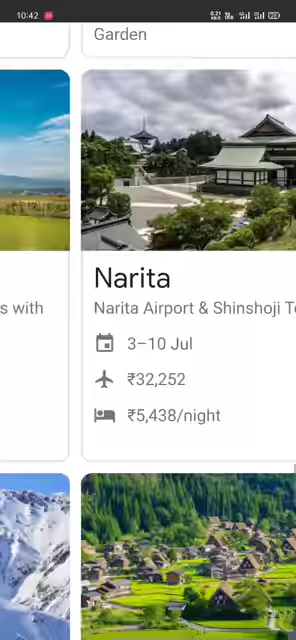 10:42
Garden
s with
Narita
Narita Airport & Shinshoji Te
3–10 Jul
₹32,252
₹5,438/night